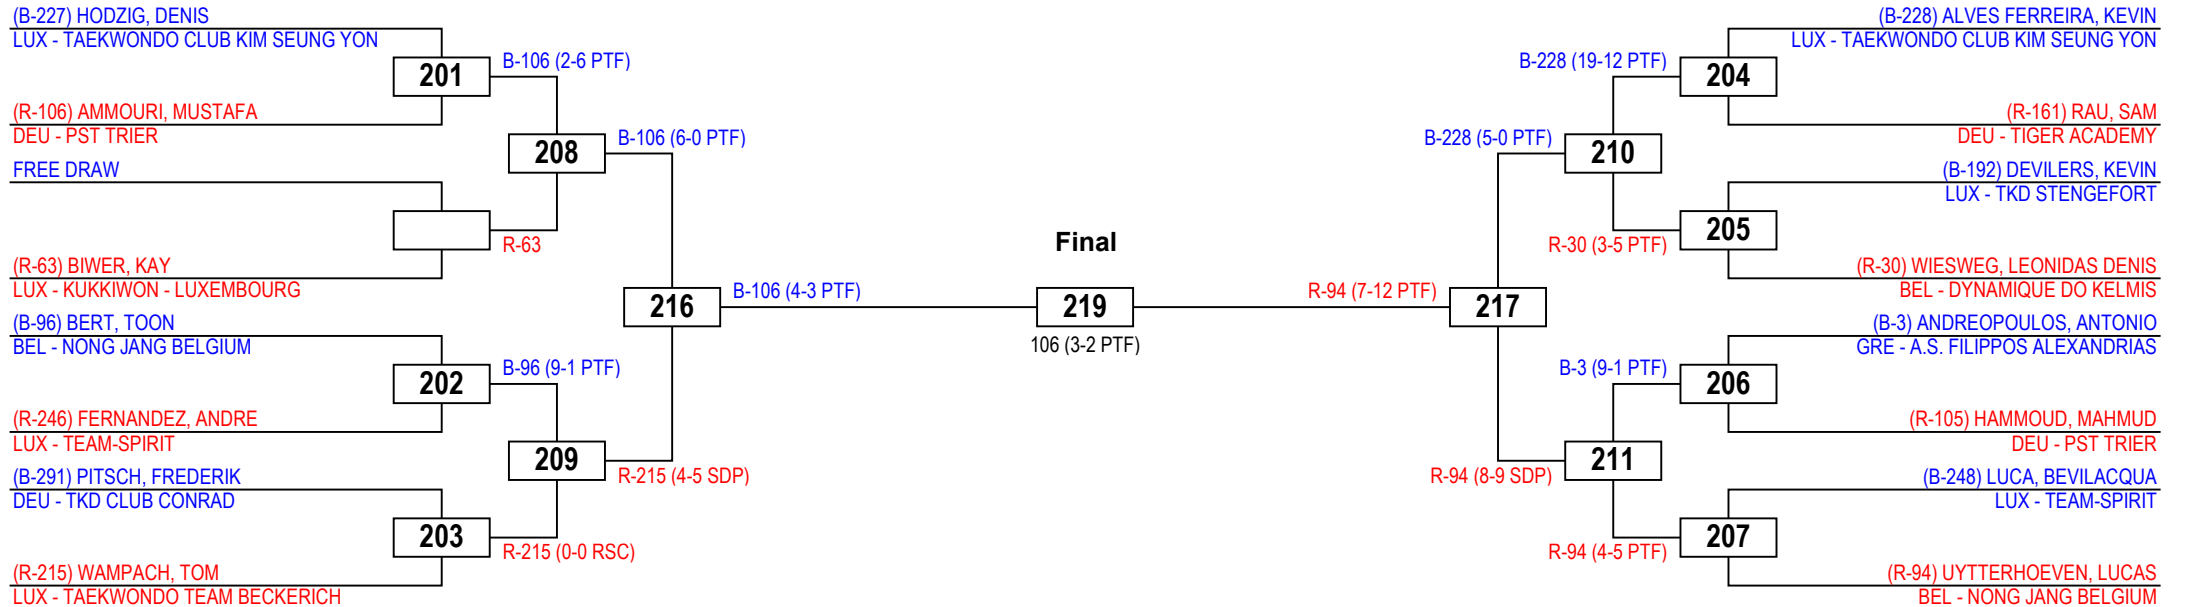 (B-227) HODZIG, DENIS
LUX - TAEKWONDO CLUB KIM SEUNG YON
201
B-106 (2-6 PTF)
(R-106) AMMOURI, MUSTAFA
DEU - PST TRIER
208
B-106 (6-0 PTF)
FREE DRAW
R-63
(R-63) BIWER, KAY
LUX - KUKKIWON - LUXEMBOURG
216
B-106 (4-3 PTF)
(B-96) BERT, TOON
BEL - NONG JANG BELGIUM
202
B-96 (9-1 PTF)
(R-246) FERNANDEZ, ANDRE
LUX - TEAM-SPIRIT
209
R-215 (4-5 SDP)
(B-291) PITSCH, FREDERIK
DEU - TKD CLUB CONRAD
203
R-215 (0-0 RSC)
(R-215) WAMPACH, TOM
LUX - TAEKWONDO TEAM BECKERICH
Final
219
106 (3-2 PTF)
(B-228) ALVES FERREIRA, KEVIN
LUX - TAEKWONDO CLUB KIM SEUNG YON
B-228 (19-12 PTF)
204
(R-161) RAU, SAM
DEU - TIGER ACADEMY
B-228 (5-0 PTF)
210
(B-192) DEVILERS, KEVIN
LUX - TKD STENGEFORT
R-30 (3-5 PTF)
205
(R-30) WIESWEG, LEONIDAS DENIS
BEL - DYNAMIQUE DO KELMIS
R-94 (7-12 PTF)
217
(B-3) ANDREOPOULOS, ANTONIO
GRE - A.S. FILIPPOS ALEXANDRIAS
B-3 (9-1 PTF)
206
(R-105) HAMMOUD, MAHMUD
DEU - PST TRIER
R-94 (8-9 SDP)
211
(B-248) LUCA, BEVILACQUA
LUX - TEAM-SPIRIT
R-94 (4-5 PTF)
207
(R-94) UYTTERHOEVEN, LUCAS
BEL - NONG JANG BELGIUM